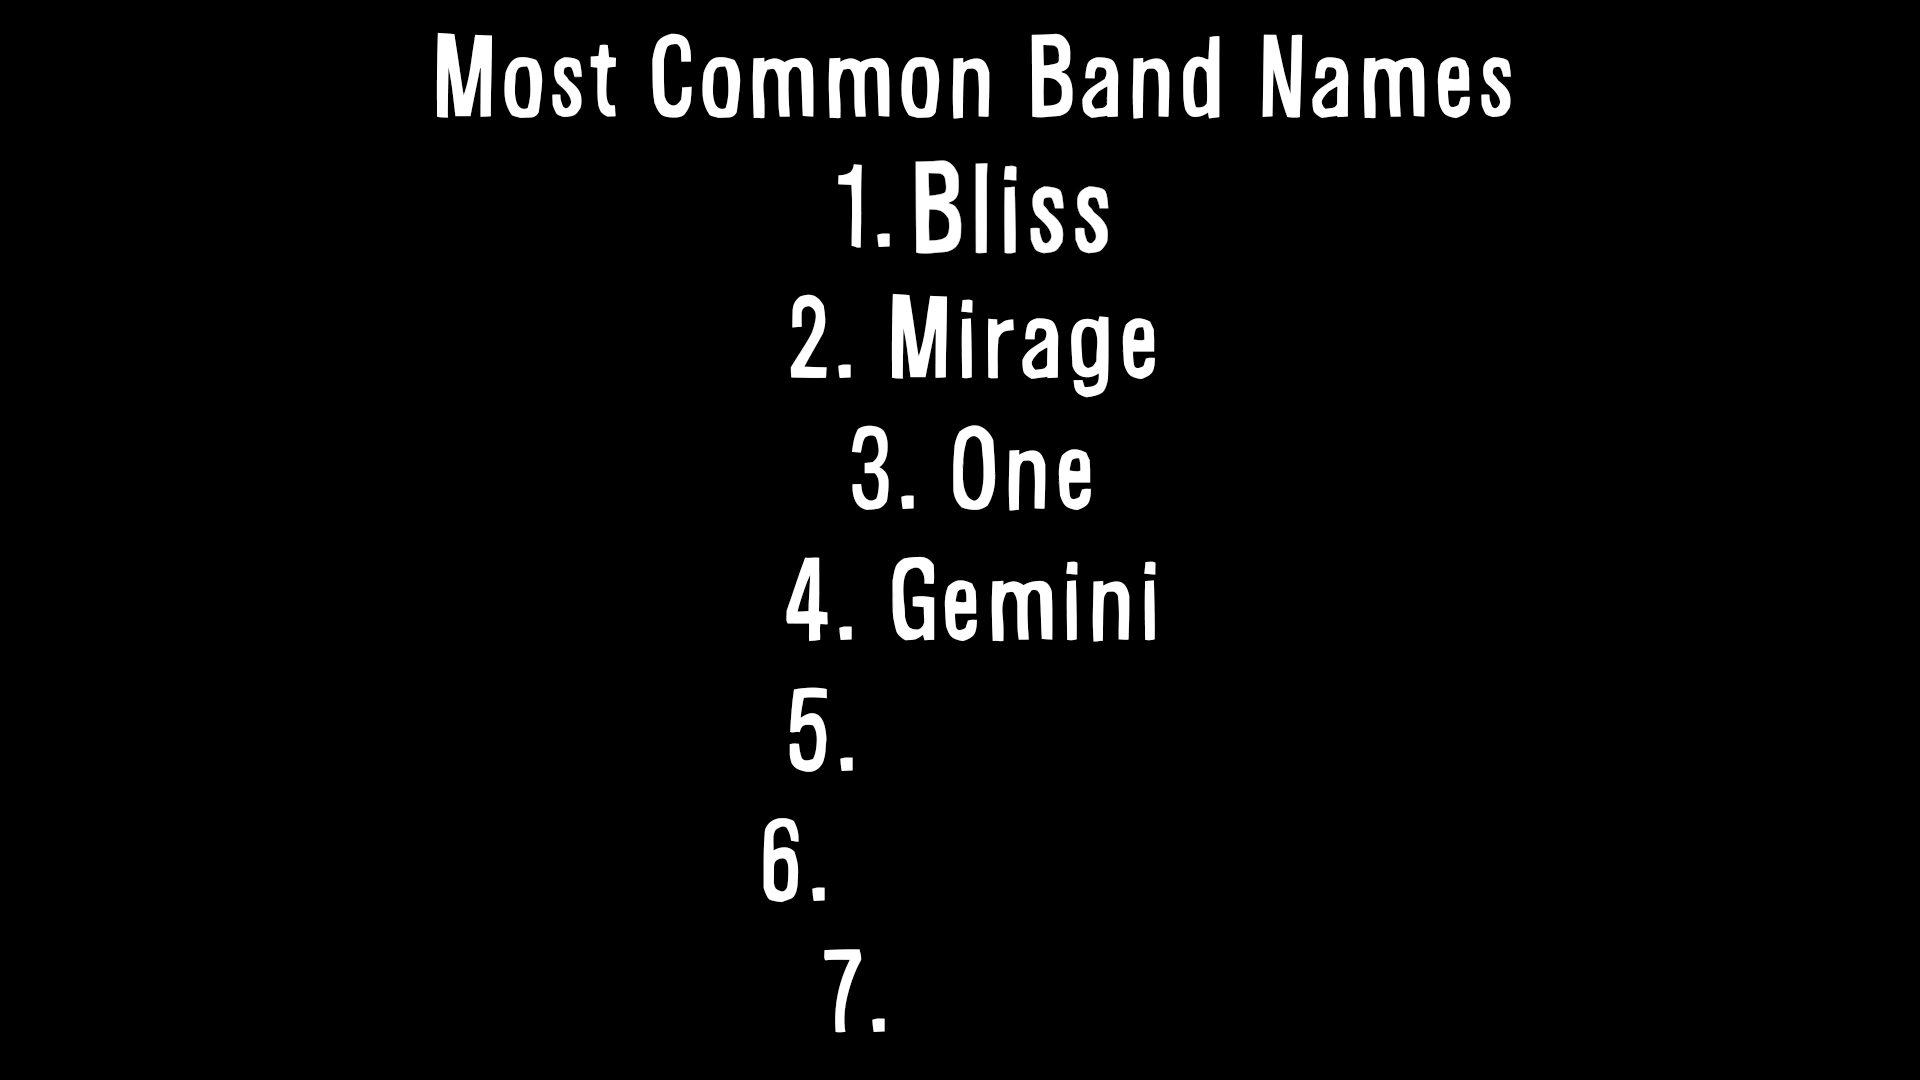 Most Common Band Names
1. Bliss
2. Mirage
3. One
4. Gemini
5.
6.
7.